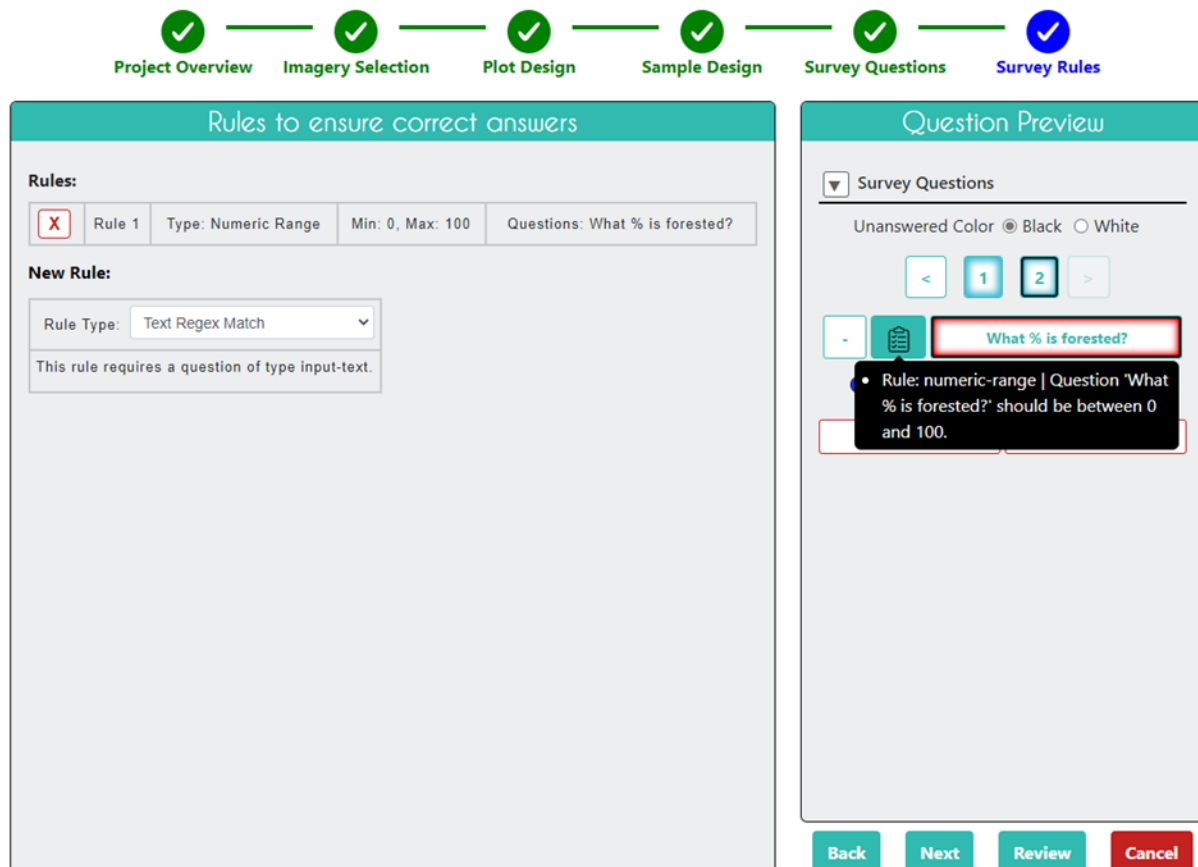 Project Overview Imagery Selection Plot Design Sample Design Survey Questions Survey Rules
Rules to ensure correct answers
Rules:
X Rule 1 Type: Numeric Range Min: 0, Max: 100 Questions: What % is forested?
New Rule:
Rule Type: Text Regex Match
This rule requires a question of type input-text.
Question Preview
▼ Survey Questions
Unanswered Color Black White
< 1 2 >
- What % is forested?
• Rule: numeric-range | Question 'What
% is forested?' should be between 0
and 100.
Back Next Review Cancel